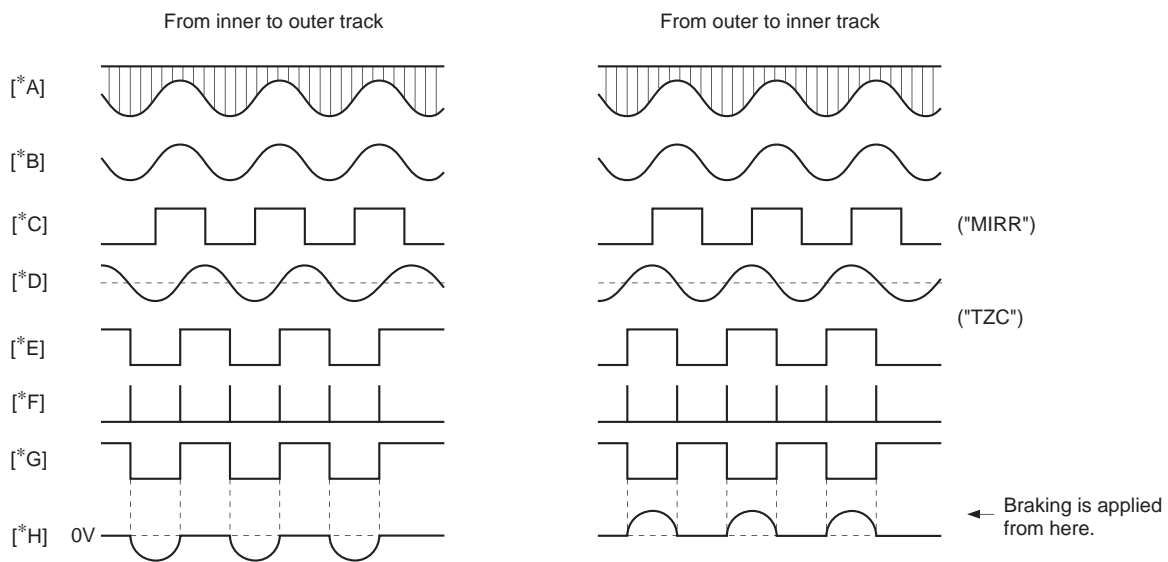 From inner to outer track
From outer to inner track
[*A]
[*B]
[*C]
("MIRR")
[*D]
("TZC")
[*E]
[*F]
[*G]
[*H]
0V
Braking is applied
from here.